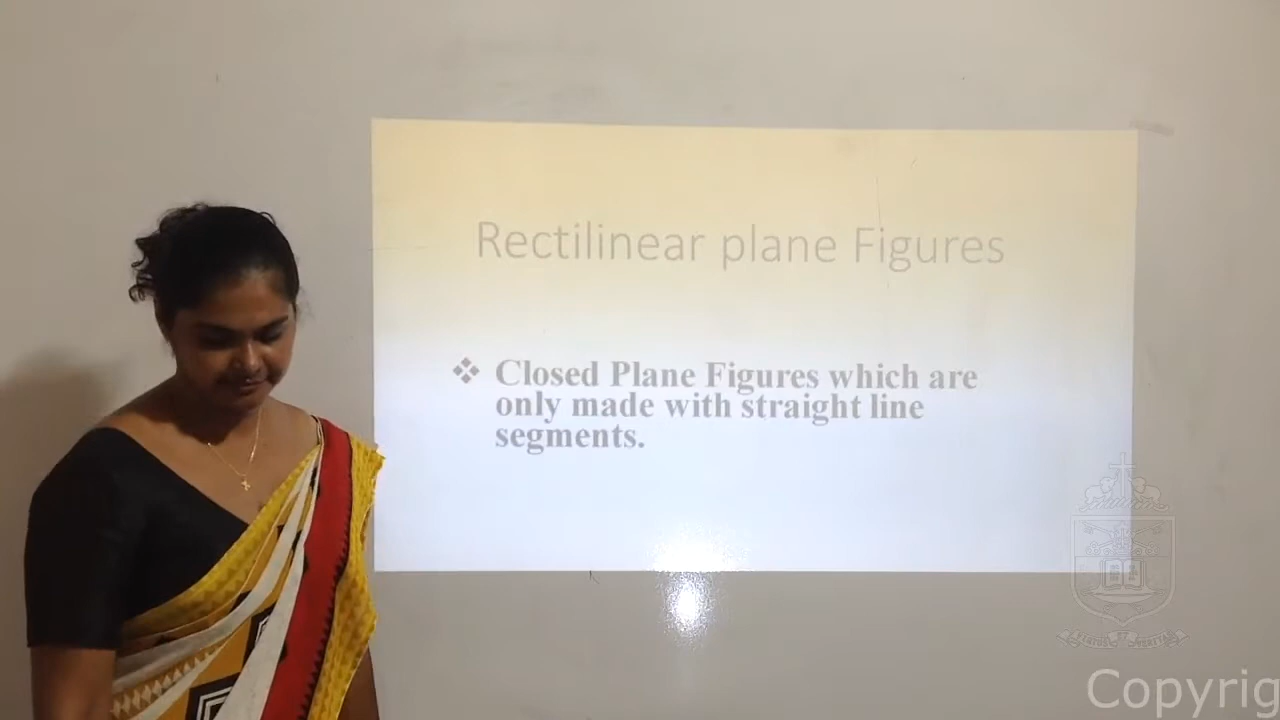 Rectilinear plane Figures
❖ Closed Plane Figures which are
only made with straight line
segments.
Copyrig